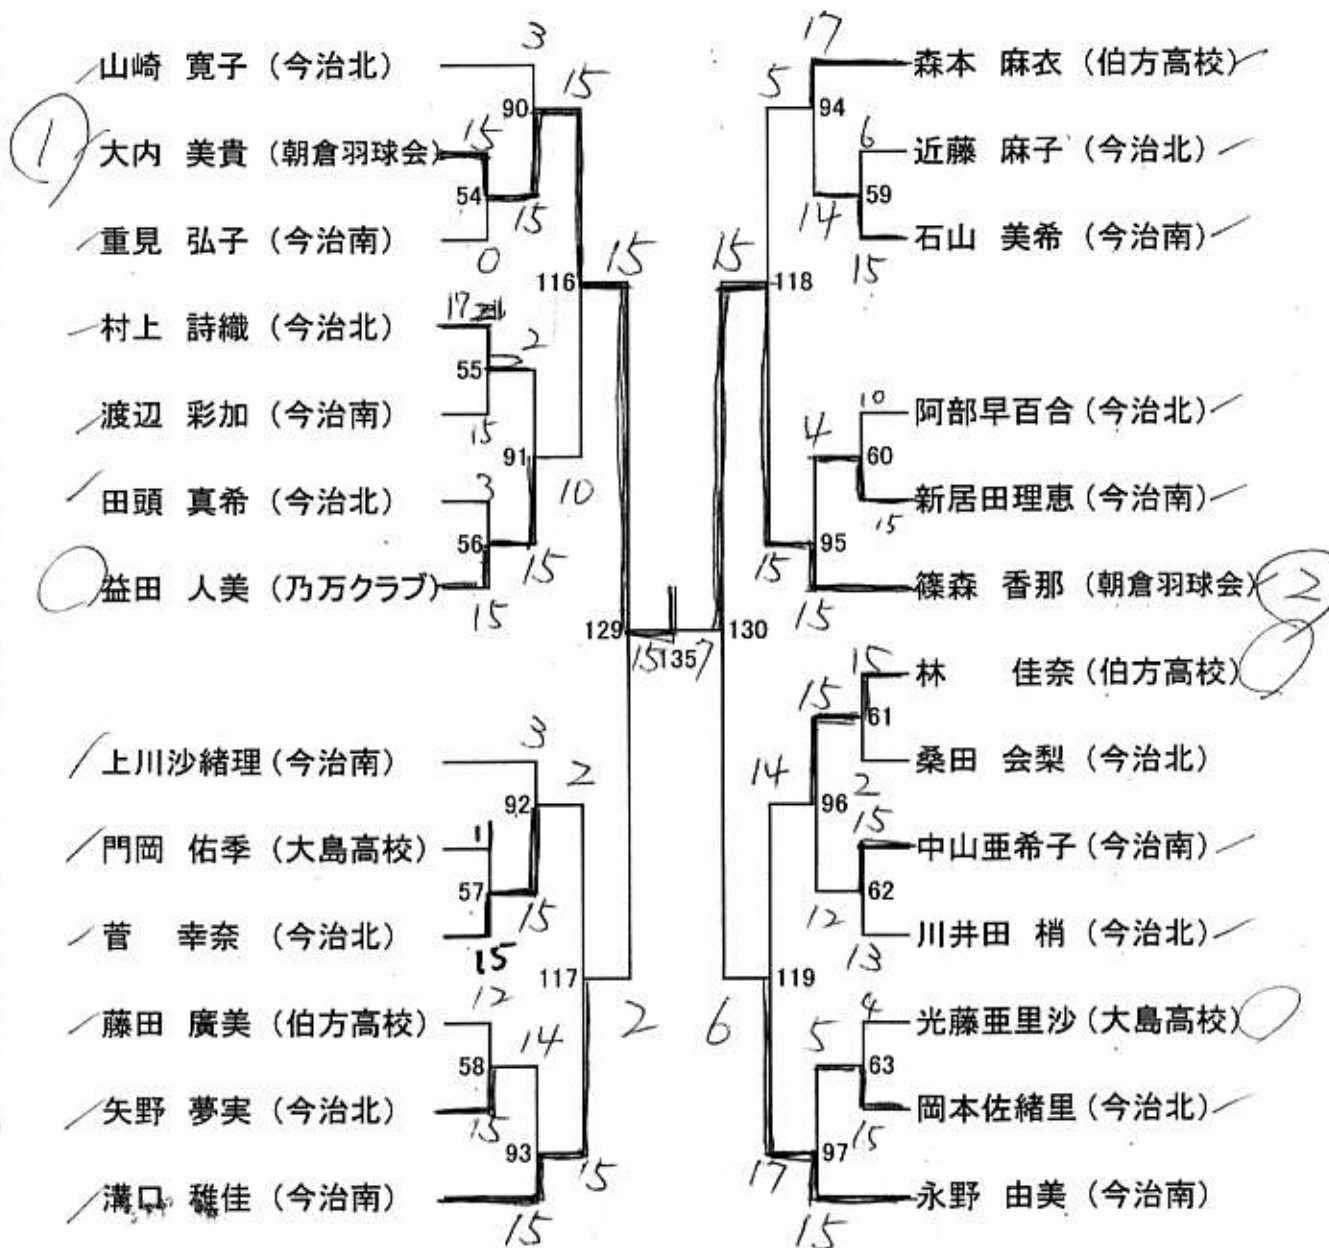 3 17
山崎 寛子 (今治北) 15 5 森本 麻衣 (伯方高校)
90 94
1 大内 美貴 (朝倉羽球会) 15 6 近藤 麻子 (今治北)
54 15 14 59
重見 弘子 (今治南) 0 15 石山 美希 (今治南)
116 15 15 118
村上 詩織 (今治北) 17 2
55
渡辺 彩加 (今治南) 15 10 阿部早百合 (今治北)
91 4 60
田頭 真希 (今治北) 3 10 15 新居田理恵 (今治南)
56 15 15 95
益田 人美 (乃万クラブ) 15 15 篠森 香那 (朝倉羽球会) 2
129 15 135 7 130
15 林 佳奈 (伯方高校)
3 15 61
上川沙緒理 (今治南) 2 14 桑田 会梨 (今治北)
92 96 2
門岡 佑季 (大島高校) 1 15 中山亜希子 (今治南)
57 15 12 62
菅 幸奈 (今治北) 15 13 川井田 梢 (今治北)
117 119
藤田 廣美 (伯方高校) 12 2 6 4 光藤亜里沙 (大島高校)
58 14 5 63
矢野 夢実 (今治北) 15 15 岡本佐緒里 (今治北)
93 15 17 97
溝口 稚佳 (今治南) 15 15 永野 由美 (今治南)